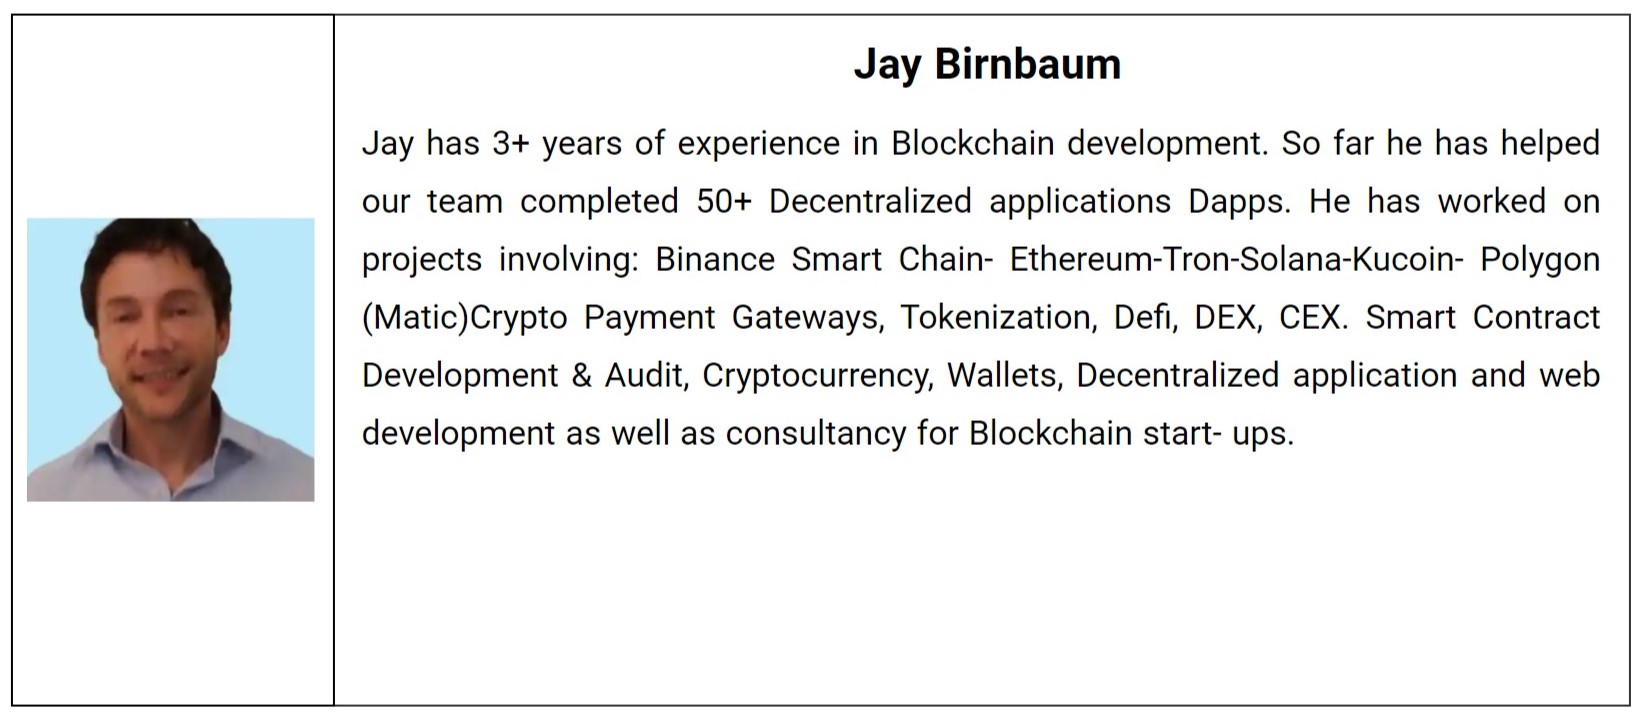 Jay Birnbaum
Jay has 3+ years of experience in Blockchain development. So far he has helped
our team completed 50+ Decentralized applications Dapps. He has worked on
projects involving: Binance Smart Chain- Ethereum-Tron-Solana-Kucoin- Polygon
(Matic)Crypto Payment Gateways, Tokenization, Defi, DEX, CEX. Smart Contract
Development & Audit, Cryptocurrency, Wallets, Decentralized application and web
development as well as consultancy for Blockchain start- ups.